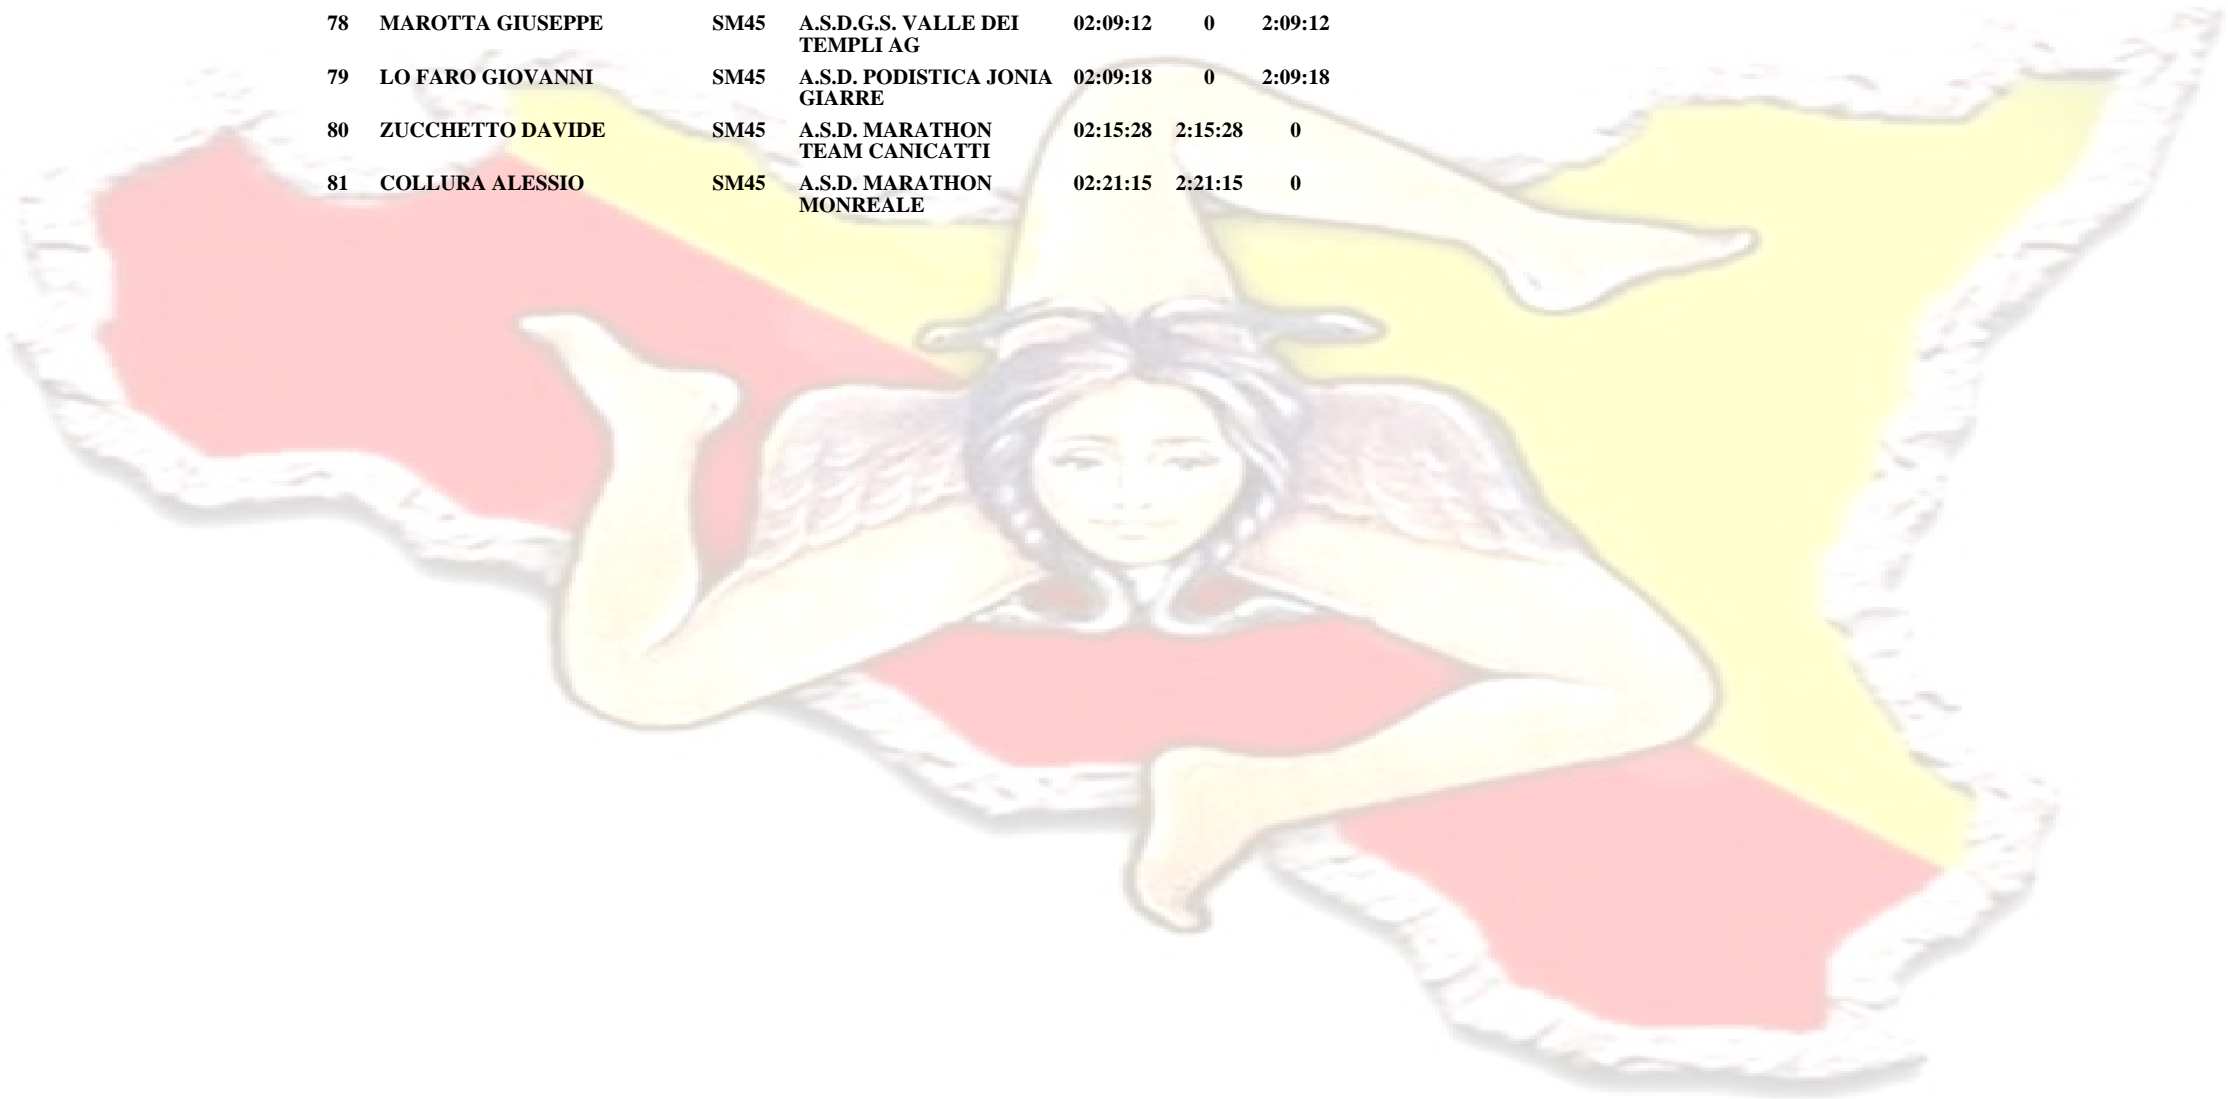 78 MAROTTA GIUSEPPE SM45 A.S.D.G.S. VALLE DEI 02:09:12 0 2:09:12
TEMPLI AG
79 LO FARO GIOVANNI SM45 A.S.D. PODISTICA JONIA 02:09:18 0 2:09:18
GIARRE
80 ZUCCHETTO DAVIDE SM45 A.S.D. MARATHON 02:15:28 2:15:28 0
TEAM CANICATTI
81 COLLURA ALESSIO SM45 A.S.D. MARATHON 02:21:15 2:21:15 0
MONREALE